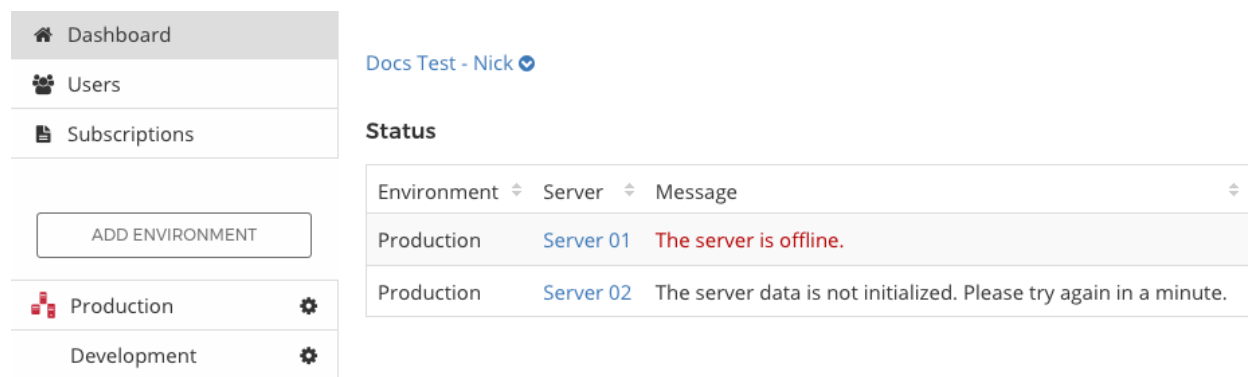 Dashboard
Users
Subscriptions
ADD ENVIRONMENT
Production
Development
Docs Test - Nick
Status
Environment Server Message
Production Server 01 The server is offline.
Production Server 02 The server data is not initialized. Please try again in a minute.